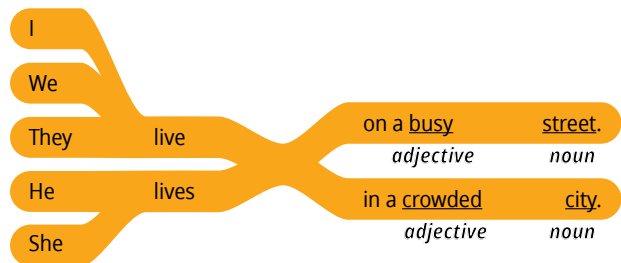 I
We
They live
He lives
She
on a busy street.
adjective noun
in a crowded city.
adjective noun